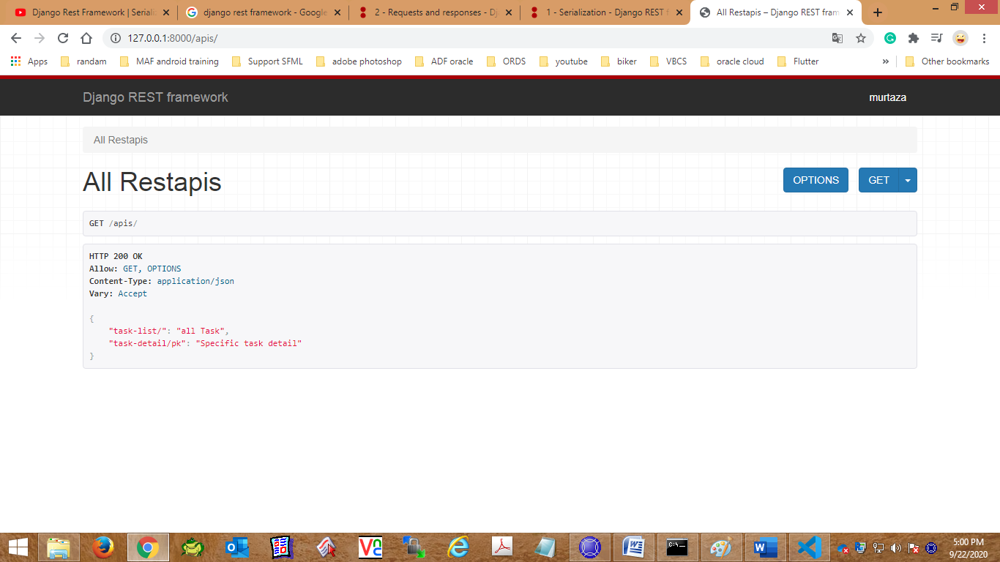 Django Rest Framework | Seriali
django rest framework - Google
2 - Requests and responses - Dj
1 - Serialization - Django REST f
All Restapis – Django REST fram
127.0.0.1:8000/apis/
Apps
randam
MAF android training
Support SFML
adobe photoshop
ADF oracle
ORDS
youtube
biker
VBCS
oracle cloud
Flutter
»
Other bookmarks
Django REST framework
murtaza
All Restapis
All Restapis
OPTIONS
GET
GET /apis/
HTTP 200 OK
Allow: GET, OPTIONS
Content-Type: application/json
Vary: Accept
{
"task-list/": "all Task",
"task-detail/pk": "Specific task detail"
}
5:00 PM
9/22/2020